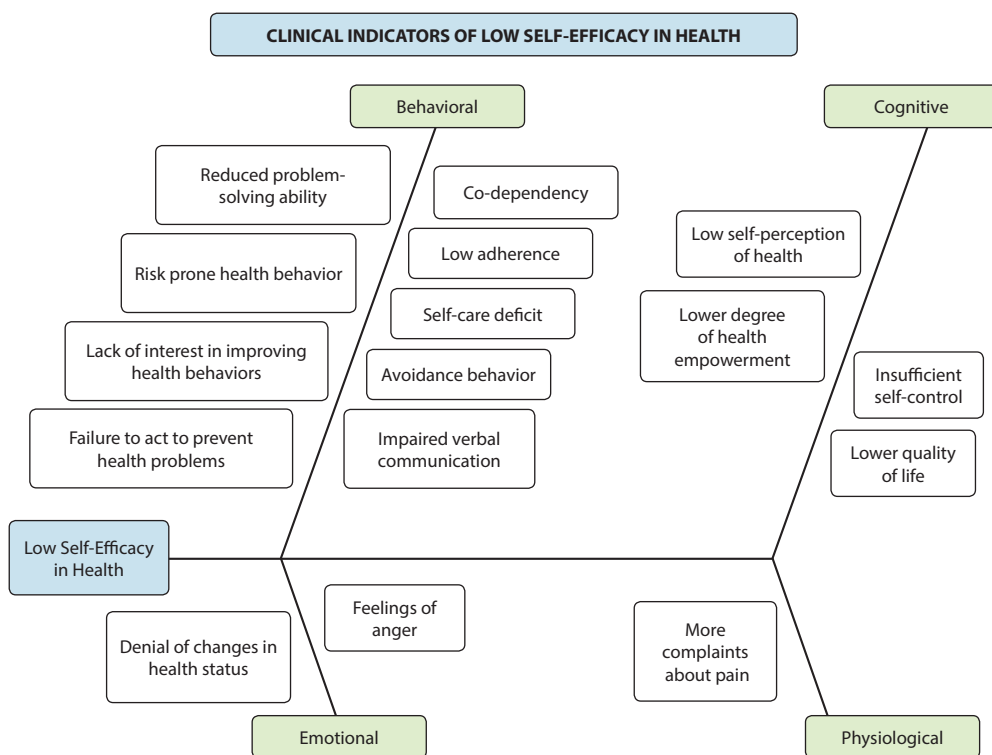 CLINICAL INDICATORS OF LOW SELF-EFFICACY IN HEALTH
Behavioral
Cognitive
Reduced problem-
solving ability
Co-dependency
Risk prone health behavior
Low adherence
Lack of interest in improving
health behaviors
Self-care deficit
Avoidance behavior
Failure to act to prevent
health problems
Impaired verbal
communication
Low self-perception
of health
Lower degree
of health
empowerment
Insufficient
self-control
Lower quality
of life
Low Self-Efficacy
in Health
Denial of changes in
health status
Feelings of
anger
More
complaints
about pain
Emotional
Physiological